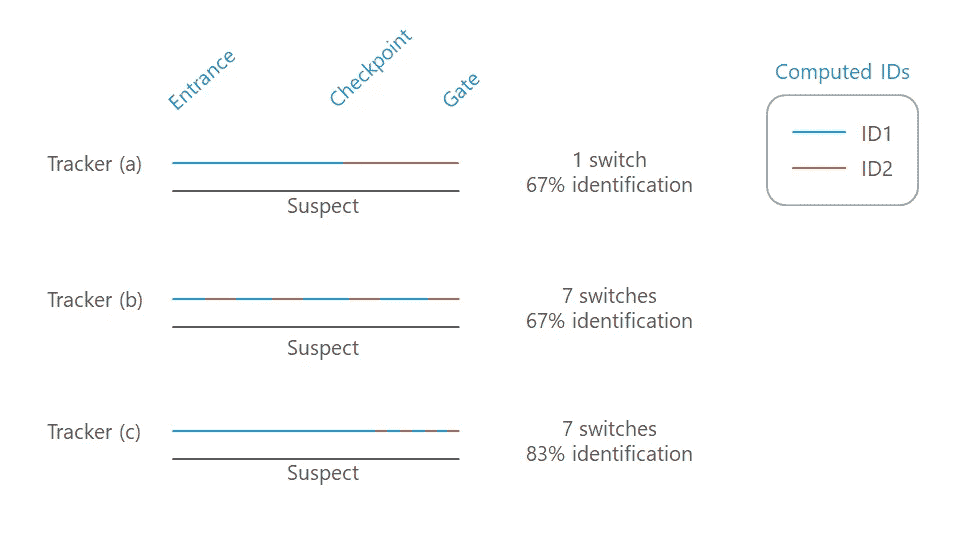 Entrance
Checkpoint
Gate
Computed IDs
ID1
ID2
Tracker (a)
1 switch
67% identification
Suspect
Tracker (b)
7 switches
67% identification
Suspect
Tracker (c)
7 switches
83% identification
Suspect